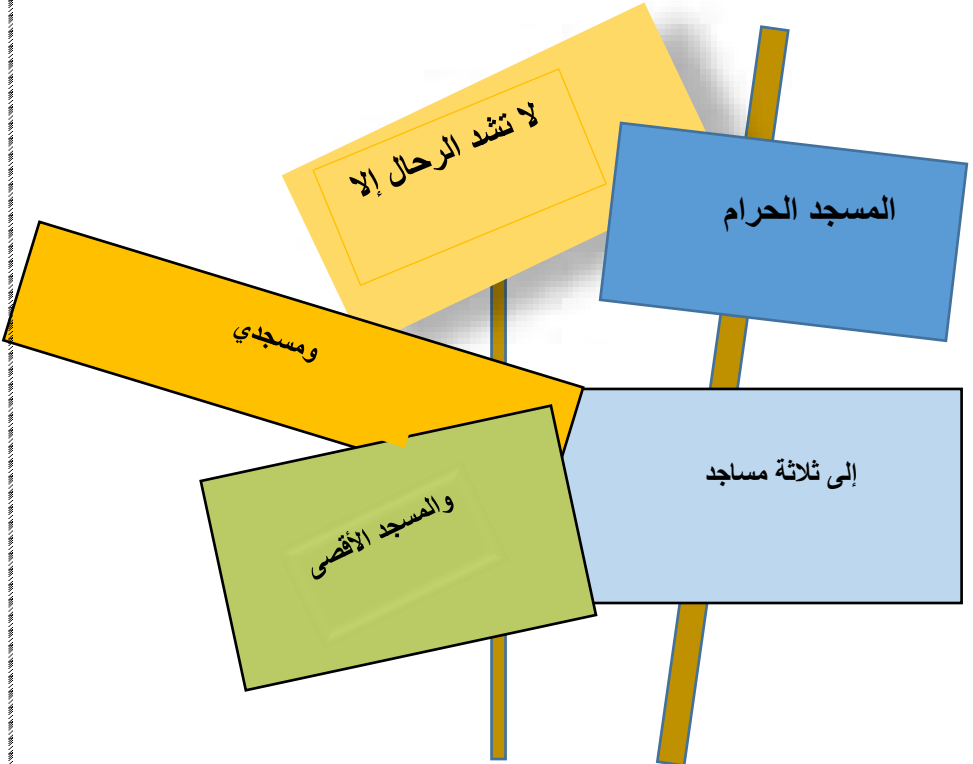 لا تشد الرحال إلا
إلى ثلاثة مساجد
المسجد الحرام
ومسجدي
والمسجد الأقصى